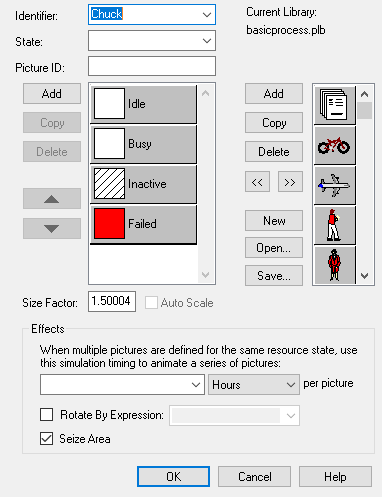 Identifier: Chuck
Current Library:
State:
basicprocess.plb
Picture ID:
Add
Copy
Delete
Idle
Busy
Inactive
Failed
Add
Copy
Delete
<< >>
New
Open...
Save...
Size Factor: 1.50004 Auto Scale
Effects
When multiple pictures are defined for the same resource state, use
this simulation timing to animate a series of pictures:
Hours per picture
Rotate By Expression:
Seize Area
OK Cancel Help